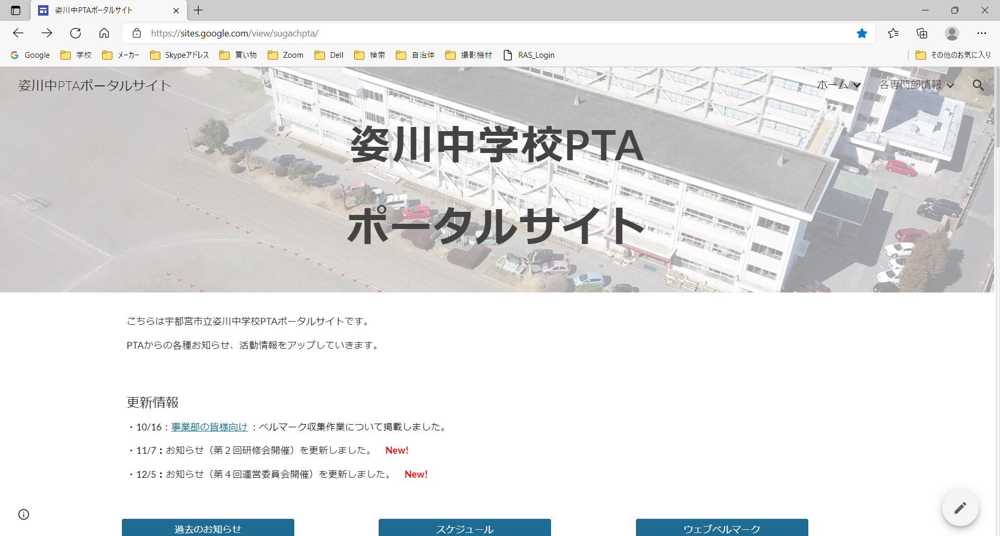 姿川中PTAポータルサイト
https://sites.google.com/view/sugachpta/
Google 学校 メーカー Skypeアドレス 買い物 Zoom Dell 検索 自治体 撮影機材 RAS_Login その他のお気に入り
姿川中PTAポータルサイト ホーム 各専門部情報
姿川中学校PTA
ポータルサイト
こちらは宇都宮市立姿川中学校PTAポータルサイトです。
PTAからの各種お知らせ、活動情報をアップしていきます。
更新情報
・10/16：事業部の皆様向け ：ベルマーク収集作業について掲載しました。
・11/7：お知らせ（第２回研修会開催）を更新しました。 New!
・12/5：お知らせ（第４回運営委員会開催）を更新しました。 New!
過去のお知らせ スケジュール ウェブベルマーク